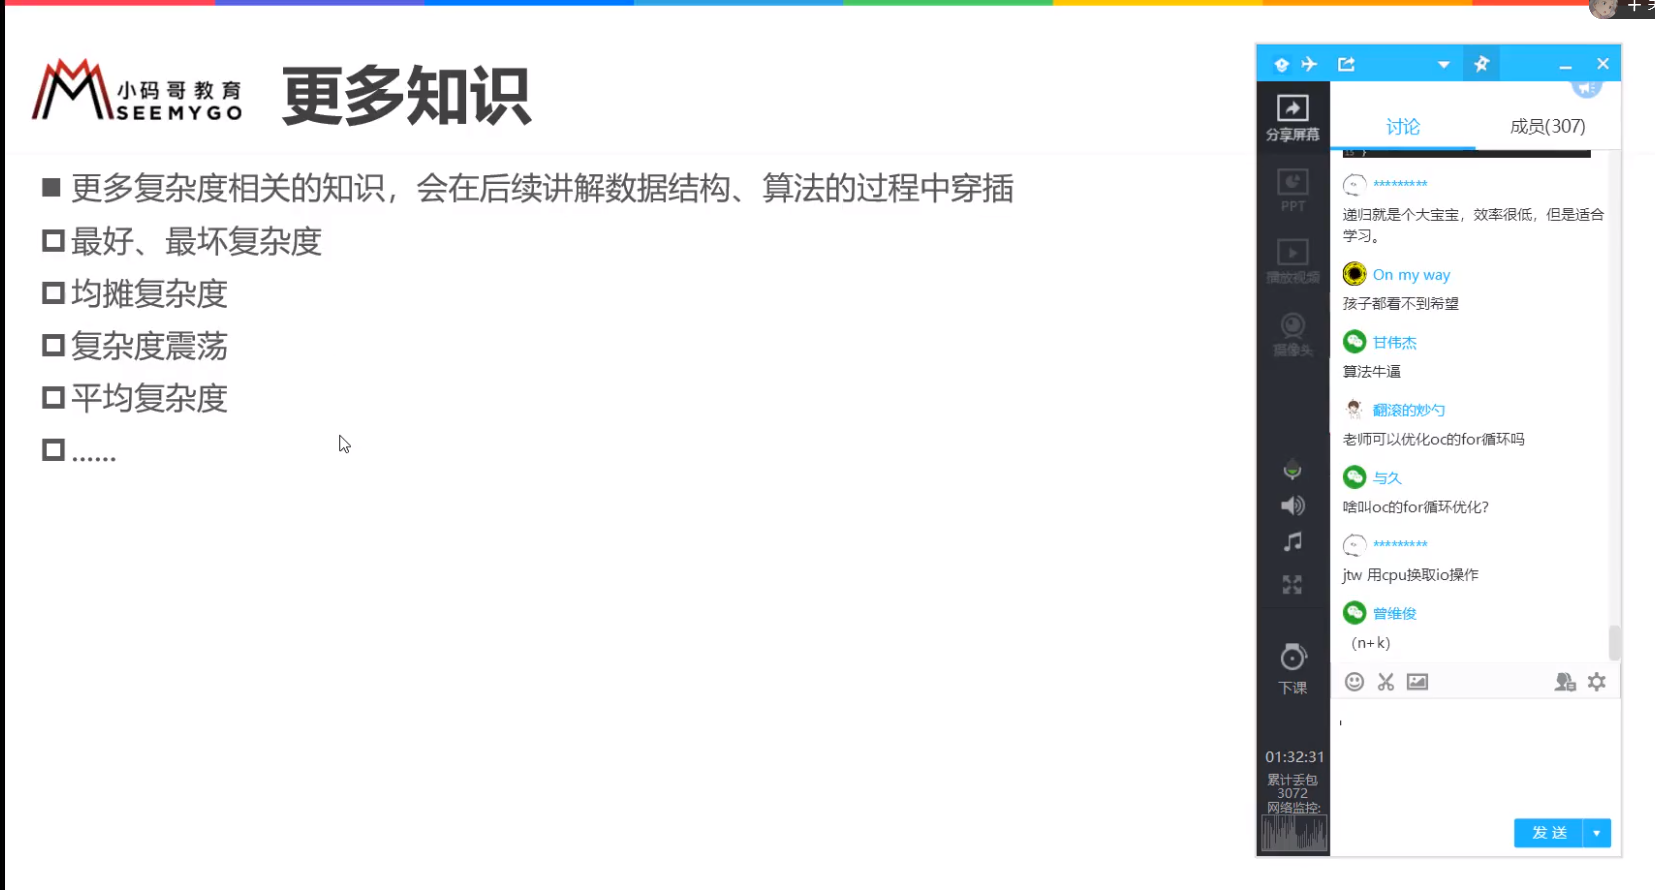 小码哥教育
SEEMYGO
更多知识
更多复杂度相关的知识，会在后续讲解数据结构、算法的过程中穿插
最好、最坏复杂度
均摊复杂度
复杂度震荡
平均复杂度
......
分享屏幕
PPT
播放视频
摄像头
下课
01:32:31
累计丢包
3072
网络监控:
讨论
成员(307)
15 }
*********
递归就是个大宝宝，效率很低，但是适合
学习。
On my way
孩子都看不到希望
甘伟杰
算法牛逼
翻滚的炒勺
老师可以优化oc的for循环吗
与久
啥叫oc的for循环优化?
*********
jtw 用cpu换取io操作
曾维俊
（n+k）
发送